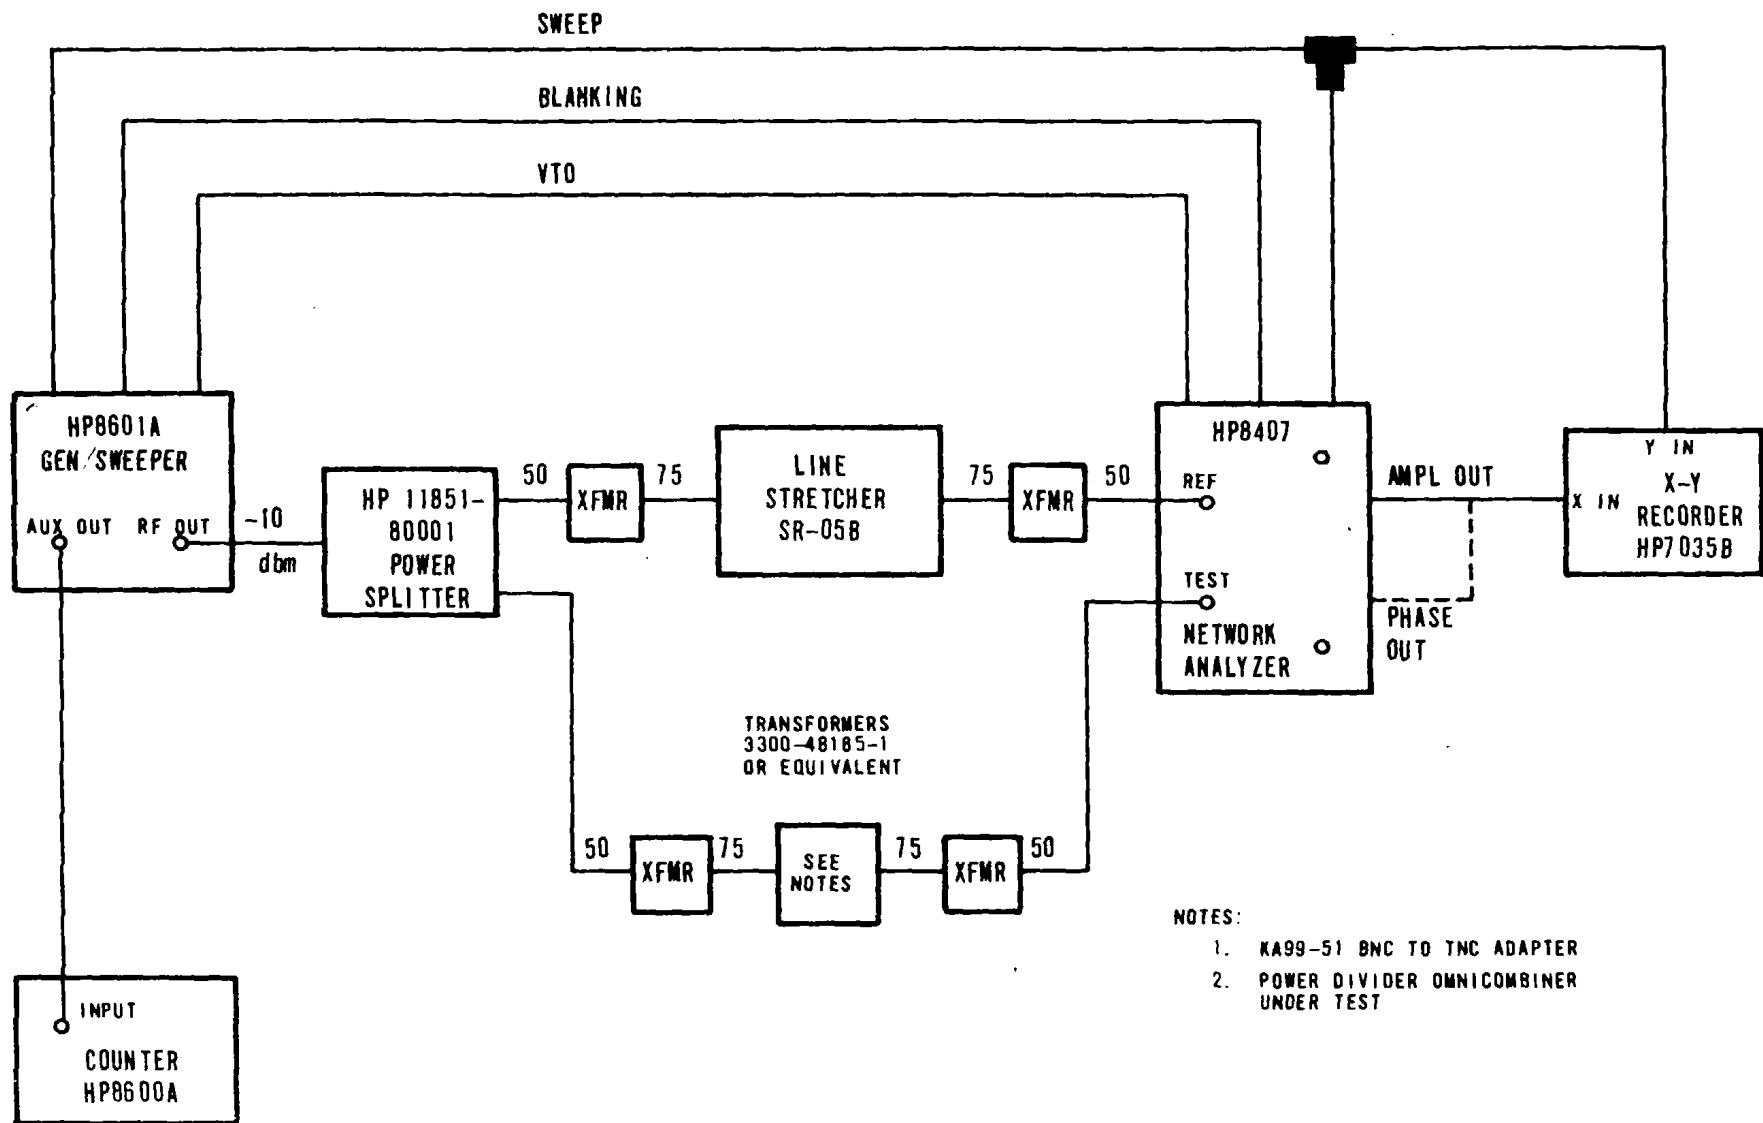 SWEEP
BLANKING
VTO
HP8601A
GEN/SWEEPER
AUX OUT
RF OUT
-10
dbm
HP 11851-
80001
POWER
SPLITTER
50
XFMR
75
LINE
STRETCHER
SR-05B
75
XFMR
50
HP8407
REF
TEST
NETWORK
ANALYZER
AMPL OUT
PHASE
OUT
Y IN
X IN
X-Y
RECORDER
HP7035B
TRANSFORMERS
3300-48185-1
OR EQUIVALENT
50
XFMR
75
SEE
NOTES
75
XFMR
50
INPUT
COUNTER
HP8600A
NOTES:
1. KA99-51 BNC TO TNC ADAPTER
2. POWER DIVIDER OMNICOMBINER
UNDER TEST